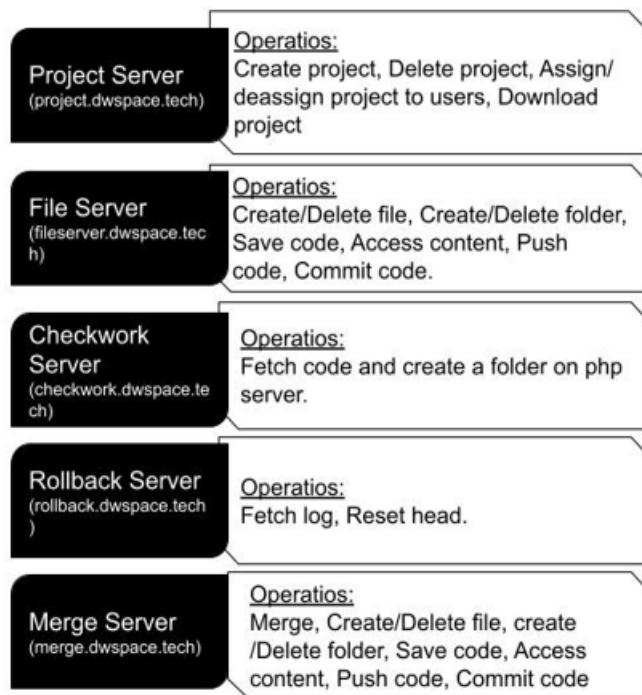 Project Server
(project.dwspace.tech)
Operatios:
Create project, Delete project, Assign/
deassign project to users, Download
project
File Server
(fileserver.dwspace.tec
h)
Operatios:
Create/Delete file, Create/Delete folder,
Save code, Access content, Push
code, Commit code.
Checkwork
Server
(checkwork.dwspace.te
ch)
Operatios:
Fetch code and create a folder on php
server.
Rollback Server
(rollback.dwspace.tech
)
Operatios:
Fetch log, Reset head.
Merge Server
(merge.dwspace.tech)
Operatios:
Merge, Create/Delete file, create
/Delete folder, Save code, Access
content, Push code, Commit code